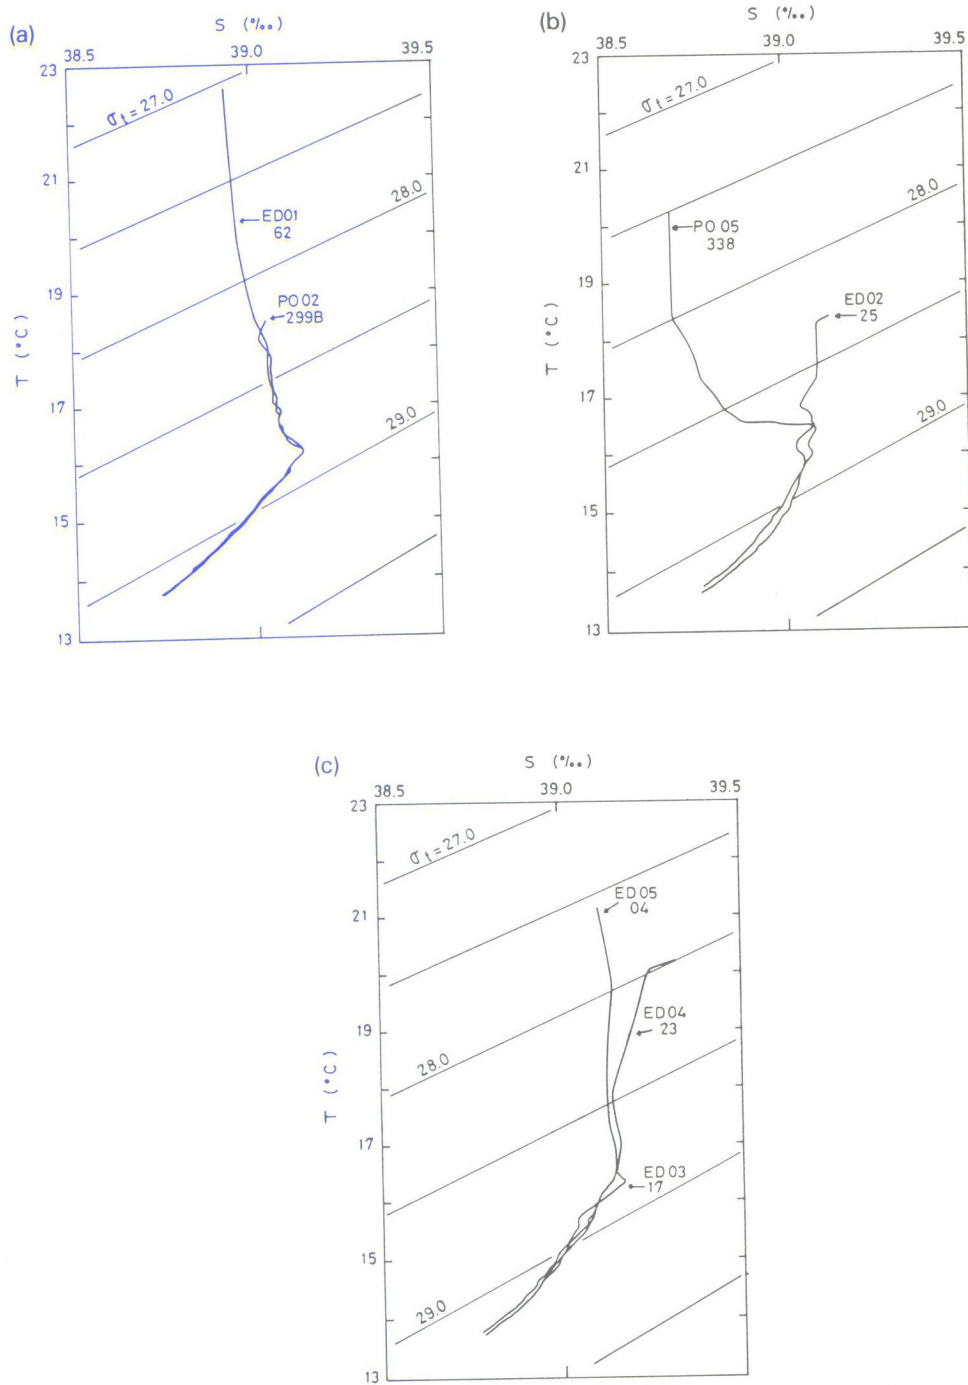 (a)
S (‰)
38.5 39.0 39.5
23
21
19
17
15
13
T (°C)
σt = 27.0
28.0
29.0
ED01
62
PO02
299B
(b)
S (‰)
38.5 39.0 39.5
23
21
19
17
15
13
T (°C)
σt = 27.0
28.0
29.0
PO05
338
ED02
25
(c)
S (‰)
38.5 39.0 39.5
23
21
19
17
15
13
T (°C)
σt = 27.0
28.0
29.0
ED05
04
ED04
23
ED03
17